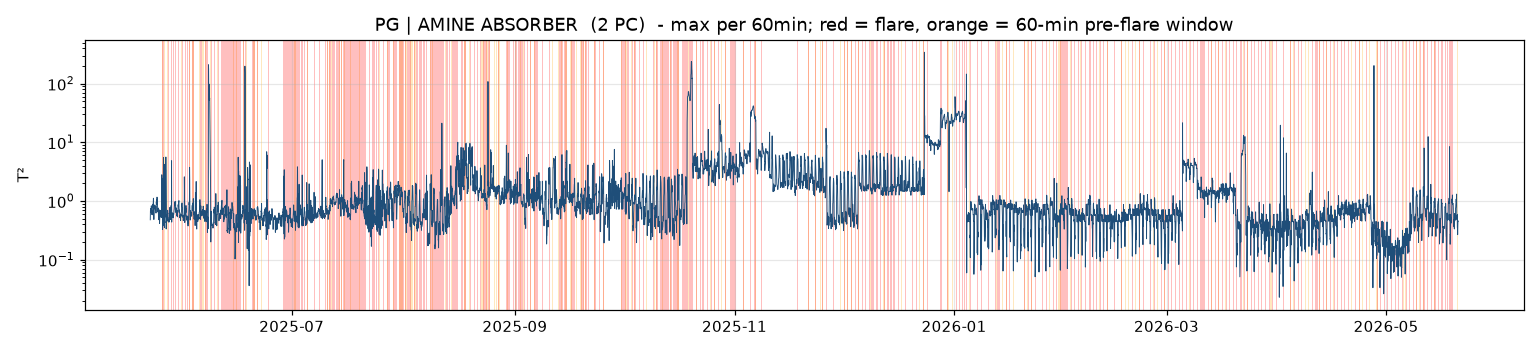 PG | AMINE ABSORBER  (2 PC)  - max per 60min; red = flare, orange = 60-min pre-flare window
T²
10²
10¹
10⁰
10⁻¹
2025-07 2025-09 2025-11 2026-01 2026-03 2026-05